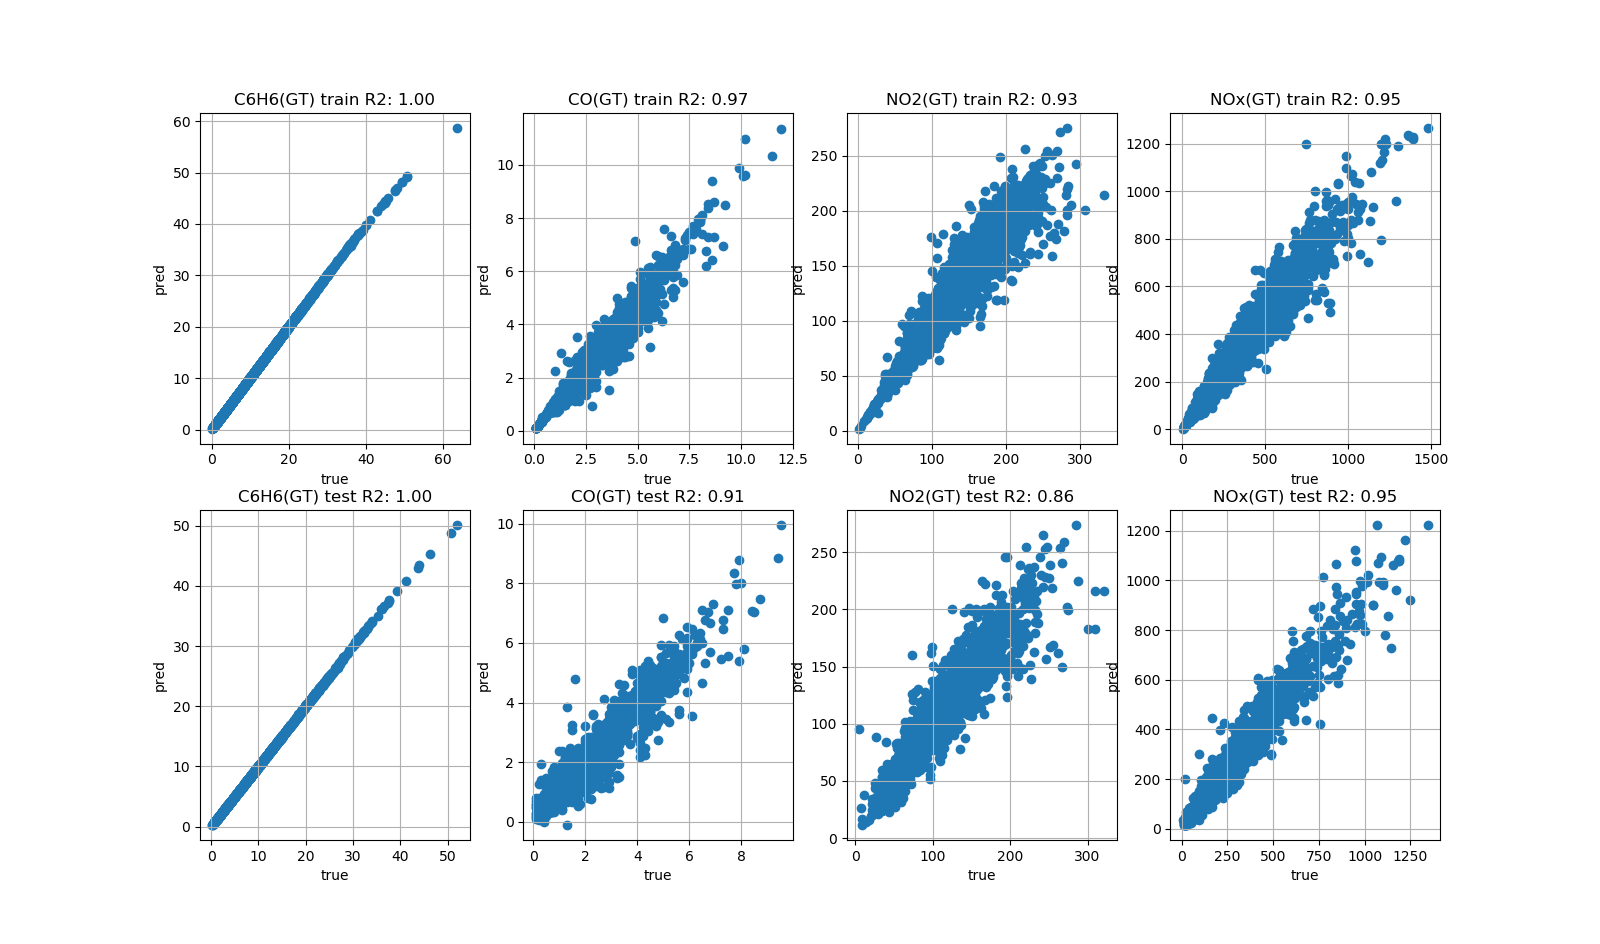 C6H6(GT) train R2: 1.00
60
50
40
30
20
10
0
pred
0 20 40 60
true
CO(GT) train R2: 0.97
10
8
6
4
2
0
pred
0.0 2.5 5.0 7.5 10.0 12.5
true
NO2(GT) train R2: 0.93
250
200
150
100
50
0
pred
0 100 200 300
true
NOx(GT) train R2: 0.95
1200
1000
800
600
400
200
0
pred
0 500 1000 1500
true
C6H6(GT) test R2: 1.00
50
40
30
20
10
0
pred
0 10 20 30 40 50
true
CO(GT) test R2: 0.91
10
8
6
4
2
0
pred
0 2 4 6 8
true
NO2(GT) test R2: 0.86
250
200
150
100
50
0
pred
0 100 200 300
true
NOx(GT) test R2: 0.95
1200
1000
800
600
400
200
0
pred
0 250 500 750 1000 1250
true